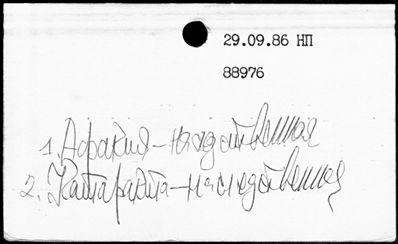 29.09.86 НП
88976
1. Афакия - наследственная
2. Катаракта - наследственная